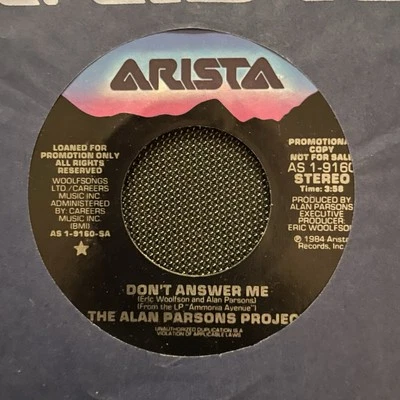 ARISTA
LOANED FOR
PROMOTION ONLY
ALL RIGHTS
RESERVED
WOOLFSONGS
LTD./CAREERS
MUSIC INC.
ADMINISTERED
BY: CAREERS
MUSIC INC.
(BMI)
AS 1-9160-SA
PROMOTIONA
COPY
NOT FOR SALE
AS 1-9160
STEREO
Time: 3:58
PRODUCED BY
ALAN PARSONS
EXECUTIVE
PRODUCER,
ERIC WOOLFSON
℗ 1984 Arista
Records, Inc.
DON'T ANSWER ME
(Eric Woolfson and Alan Parsons)
(From the LP "Ammonia Avenue")
THE ALAN PARSONS PROJEC
UNAUTHORIZED DUPLICATION IS A
VIOLATION OF APPLICABLE LAWS.